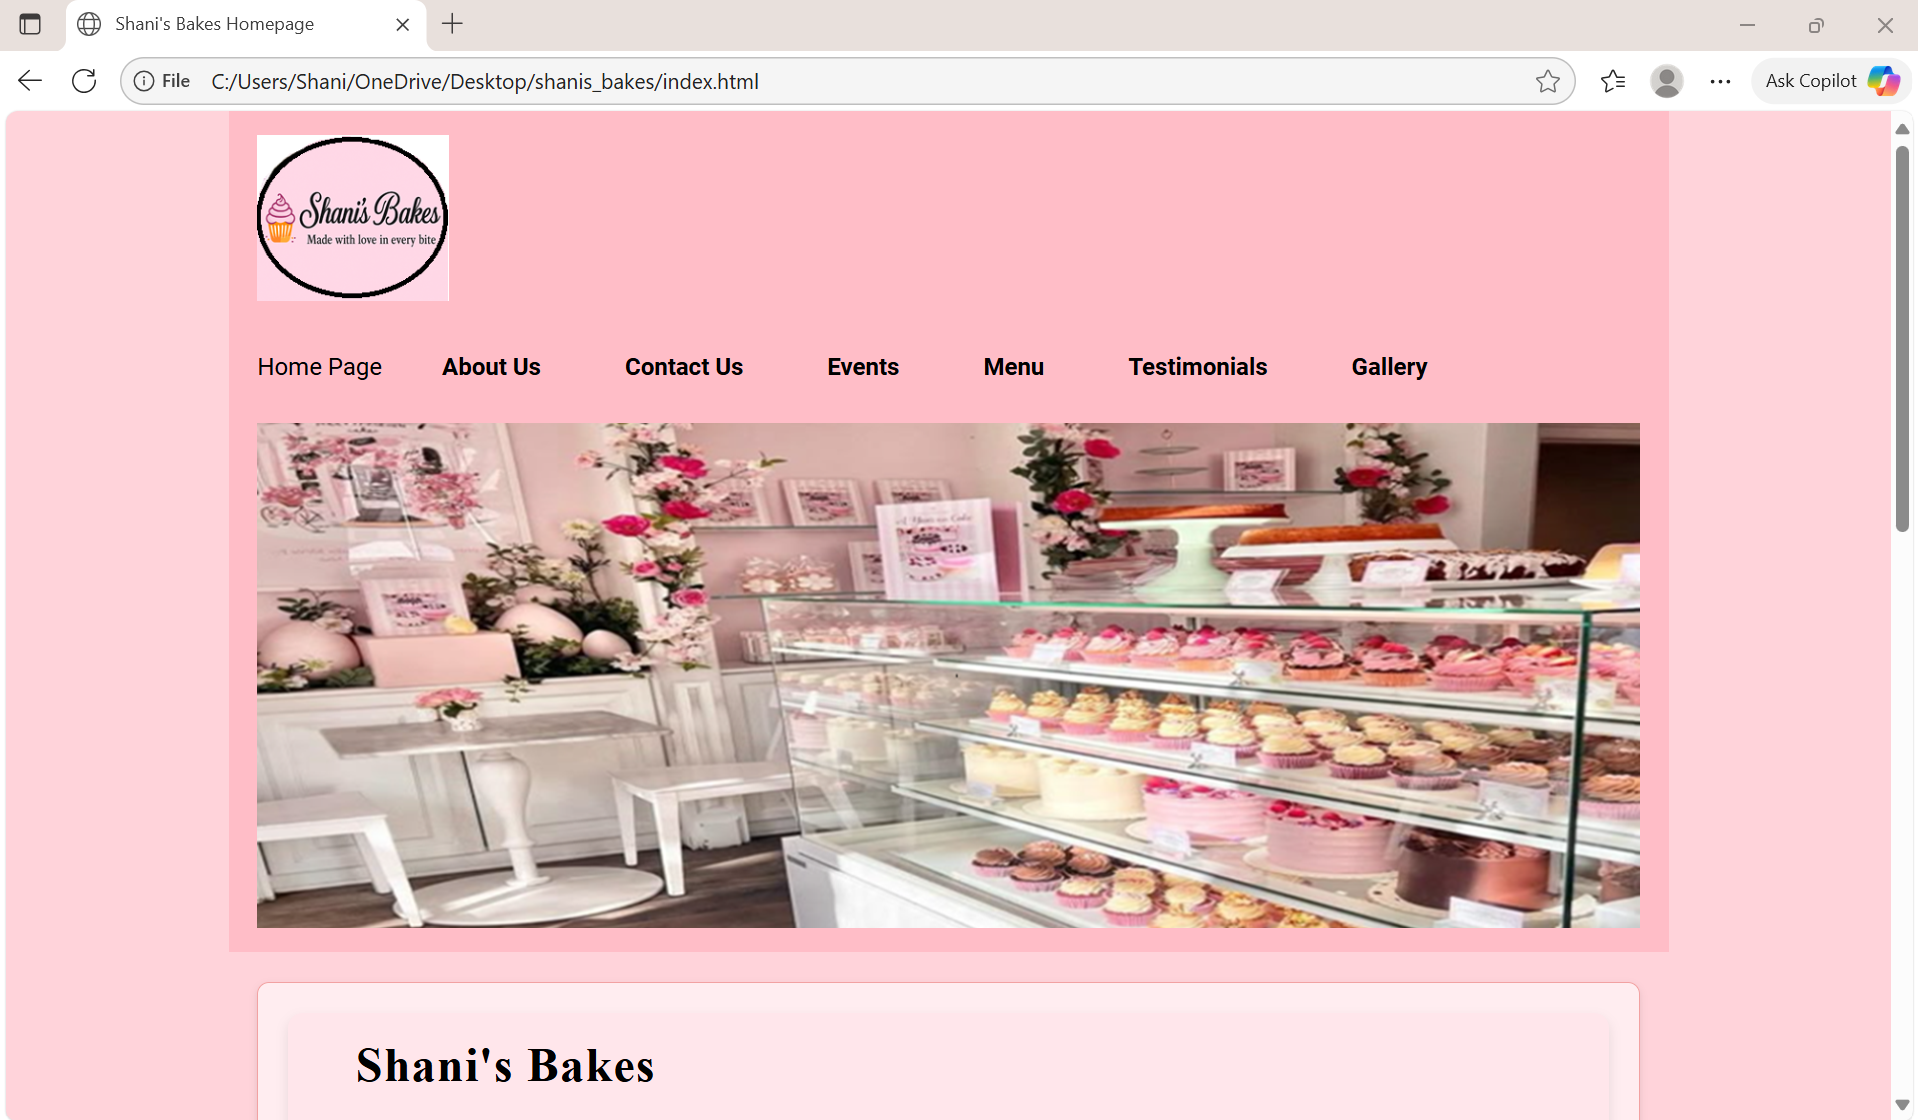 Shani's Bakes Homepage
File C:/Users/Shani/OneDrive/Desktop/shanis_bakes/index.html
Ask Copilot
Shani's Bakes
Made with love in every bite
Home Page About Us Contact Us Events Menu Testimonials Gallery
Shani's Bakes